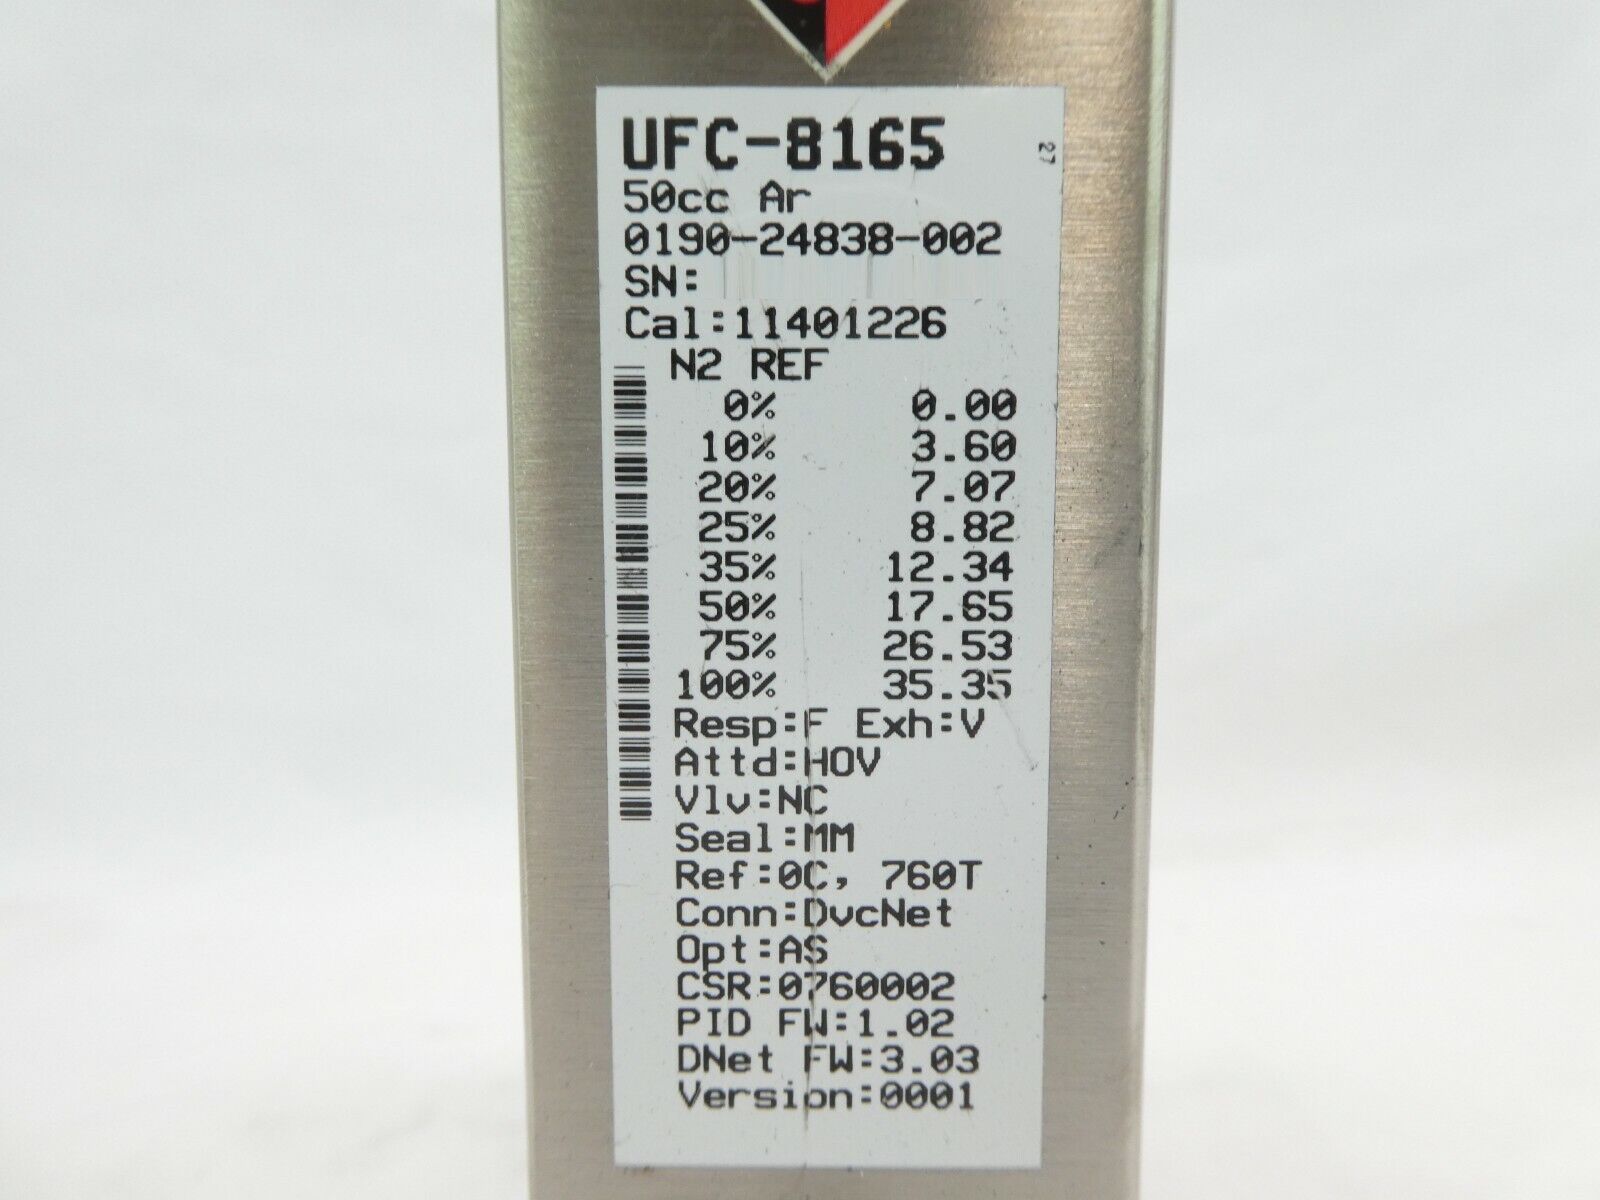 UFC-8165
27
50cc Ar
0190-24838-002
SN:
Cal:11401226
N2 REF
0% 0.00
10% 3.60
20% 7.07
25% 8.82
35% 12.34
50% 17.65
75% 26.53
100% 35.35
Resp:F Exh:V
Attd:HOV
Vlv:NC
Seal:MM
Ref:0C, 760T
Conn:DvcNet
Opt:AS
CSR:0760002
PID FW:1.02
DNet FW:3.03
Version:0001